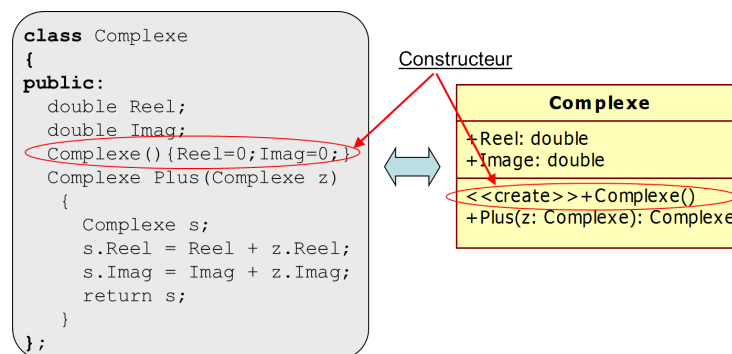 class Complexe
{
public:
double Reel;
double Imag;
Complexe(){Reel=0;Imag=0;}
Complexe Plus(Complexe z)
{
Complexe s;
s.Reel = Reel + z.Reel;
s.Imag = Imag + z.Imag;
return s;
}
};
Constructeur
Complexe
+Reel: double
+Image: double
<<create>>+Complexe()
+Plus(z: Complexe): Complexe